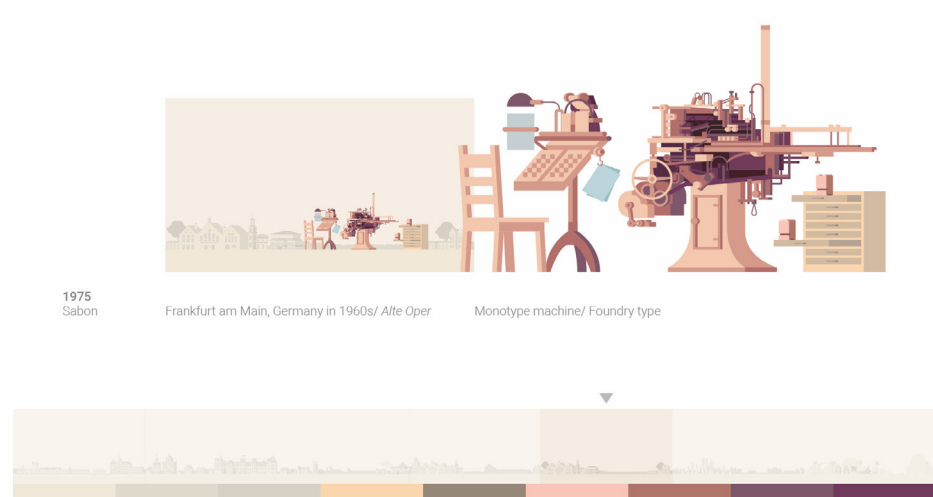 1975
Sabon
Frankfurt am Main, Germany in 1960s/ Alte Oper
Monotype machine/ Foundry type